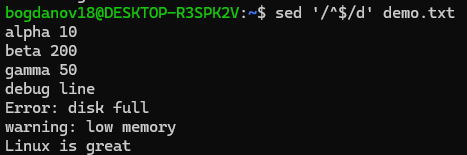 bogdanov18@DESKTOP-R3SPK2V:~$ sed '/^$/d' demo.txt
alpha 10
beta 200
gamma 50
debug line
Error: disk full
warning: low memory
Linux is great